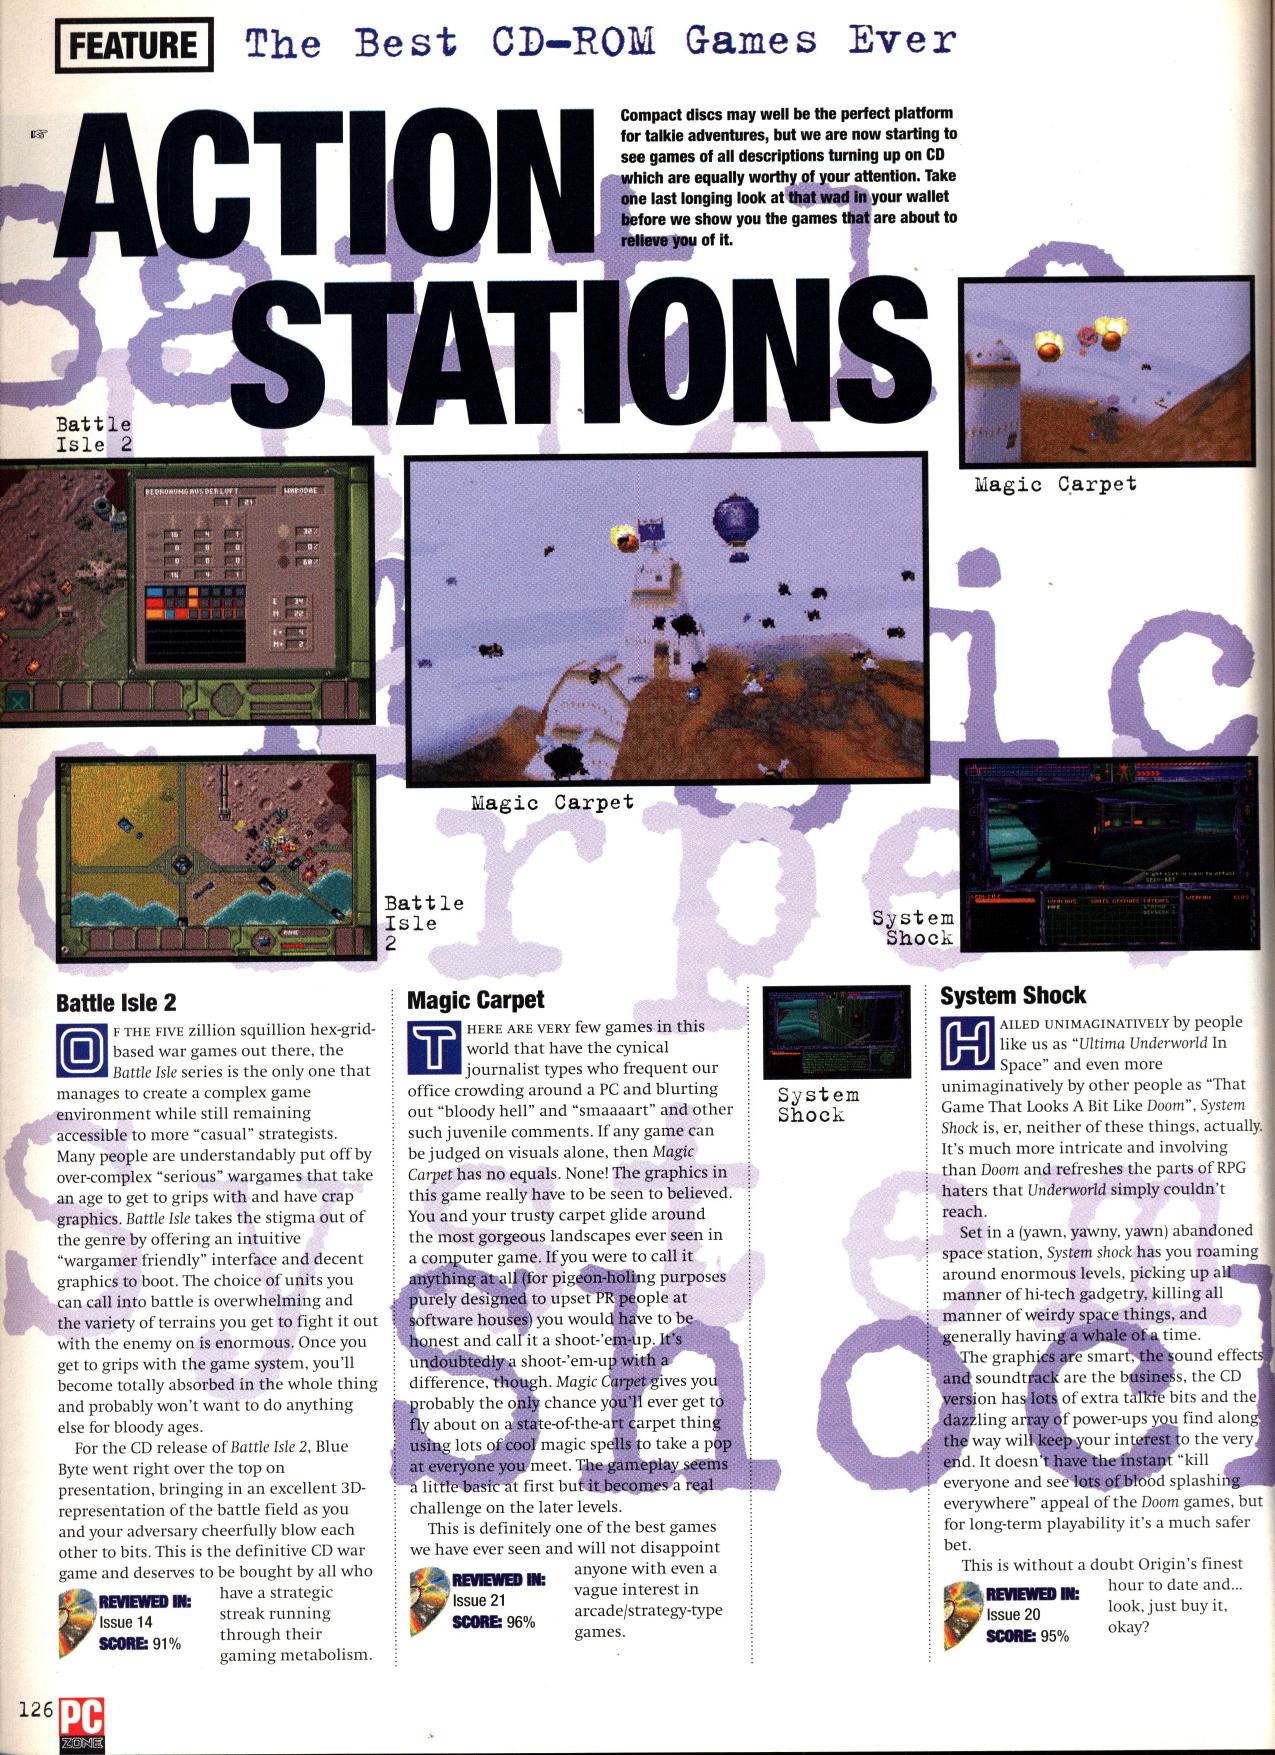 FEATURE
The Best CD-ROM Games Ever
ACTION
STATIONS
Compact discs may well be the perfect platform
for talkie adventures, but we are now starting to
see games of all descriptions turning up on CD
which are equally worthy of your attention. Take
one last longing look at that wad in your wallet
before we show you the games that are about to
relieve you of it.
Battle
Isle 2
BEDROHUNG AUS DER LUFT
Magic Carpet
Magic Carpet
Battle
Isle
2
System
Shock
Battle Isle 2
OF THE FIVE zillion squillion hex-grid-
based war games out there, the
Battle Isle series is the only one that
manages to create a complex game
environment while still remaining
accessible to more “casual” strategists.
Many people are understandably put off by
over-complex “serious” wargames that take
an age to get to grips with and have crap
graphics. Battle Isle takes the stigma out of
the genre by offering an intuitive
“wargamer friendly” interface and decent
graphics to boot. The choice of units you
can call into battle is overwhelming and
the variety of terrains you get to fight it out
with the enemy on is enormous. Once you
get to grips with the game system, you’ll
become totally absorbed in the whole thing
and probably won’t want to do anything
else for bloody ages.
For the CD release of Battle Isle 2, Blue
Byte went right over the top on
presentation, bringing in an excellent 3D-
representation of the battle field as you
and your adversary cheerfully blow each
other to bits. This is the definitive CD war
game and deserves to be bought by all who
have a strategic
streak running
through their
gaming metabolism.
REVIEWED IN:
Issue 14
SCORE: 91%
Magic Carpet
THERE ARE VERY few games in this
world that have the cynical
journalist types who frequent our
office crowding around a PC and blurting
out “bloody hell” and “smaaaart” and other
such juvenile comments. If any game can
be judged on visuals alone, then Magic
Carpet has no equals. None! The graphics in
this game really have to be seen to believed.
You and your trusty carpet glide around
the most gorgeous landscapes ever seen in
a computer game. If you were to call it
anything at all (for pigeon-holing purposes
purely designed to upset PR people at
software houses) you would have to be
honest and call it a shoot-’em-up. It’s
undoubtedly a shoot-’em-up with a
difference, though. Magic Carpet gives you
probably the only chance you’ll ever get to
fly about on a state-of-the-art carpet thing
using lots of cool magic spells to take a pop
at everyone you meet. The gameplay seems
a little basic at first but it becomes a real
challenge on the later levels.
This is definitely one of the best games
we have ever seen and will not disappoint
anyone with even a
vague interest in
arcade/strategy-type
games.
REVIEWED IN:
Issue 21
SCORE: 96%
System
Shock
System Shock
HAILED UNIMAGINATIVELY by people
like us as “Ultima Underworld In
Space” and even more
unimaginatively by other people as “That
Game That Looks A Bit Like Doom”, System
Shock is, er, neither of these things, actually.
It’s much more intricate and involving
than Doom and refreshes the parts of RPG
haters that Underworld simply couldn’t
reach.
Set in a (yawn, yawny, yawn) abandoned
space station, System shock has you roaming
around enormous levels, picking up all
manner of hi-tech gadgetry, killing all
manner of weirdy space things, and
generally having a whale of a time.
The graphics are smart, the sound effects
and soundtrack are the business, the CD
version has lots of extra talkie bits and the
dazzling array of power-ups you find along
the way will keep your interest to the very
end. It doesn’t have the instant “kill
everyone and see lots of blood splashing
everywhere” appeal of the Doom games, but
for long-term playability it’s a much safer
bet.
This is without a doubt Origin’s finest
hour to date and...
look, just buy it,
okay?
REVIEWED IN:
Issue 20
SCORE: 95%
126
PC
ZONE